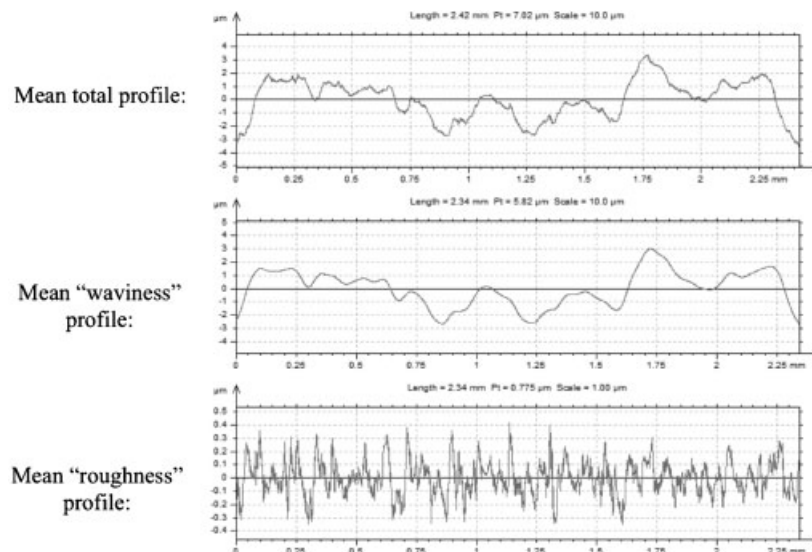 Length = 2.42 mm Pt = 7.02 µm Scale = 10.0 µm
µm
4
3
2
1
0
-1
-2
-3
-4
-5
0 0.25 0.5 0.75 1 1.25 1.5 1.75 2 2.25 mm
Mean total profile:
Length = 2.34 mm Pt = 5.82 µm Scale = 10.0 µm
µm
5
4
3
2
1
0
-1
-2
-3
-4
0 0.25 0.5 0.75 1 1.25 1.5 1.75 2 2.25 mm
Mean “waviness”
profile:
Length = 2.34 mm Pt = 0.775 µm Scale = 1.00 µm
µm
0.5
0.4
0.3
0.2
0.1
0
-0.1
-0.2
-0.3
-0.4
0 0.25 0.5 0.75 1 1.25 1.5 1.75 2 2.25 mm
Mean “roughness”
profile: